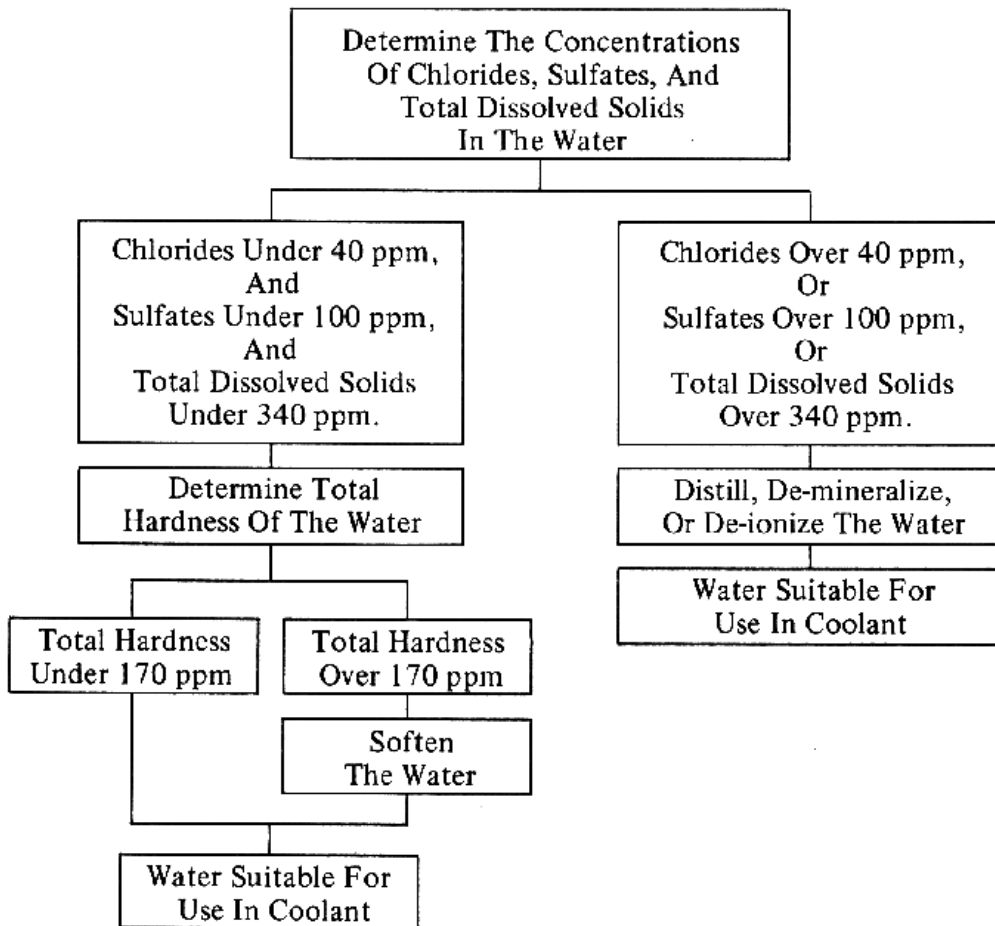 Determine The Concentrations
Of Chlorides, Sulfates, And
Total Dissolved Solids
In The Water
Chlorides Under 40 ppm,
And
Sulfates Under 100 ppm,
And
Total Dissolved Solids
Under 340 ppm.
Chlorides Over 40 ppm,
Or
Sulfates Over 100 ppm,
Or
Total Dissolved Solids
Over 340 ppm.
Determine Total
Hardness Of The Water
Distill, De-mineralize,
Or De-ionize The Water
Water Suitable For
Use In Coolant
Total Hardness
Under 170 ppm
Total Hardness
Over 170 ppm
Soften
The Water
Water Suitable For
Use In Coolant